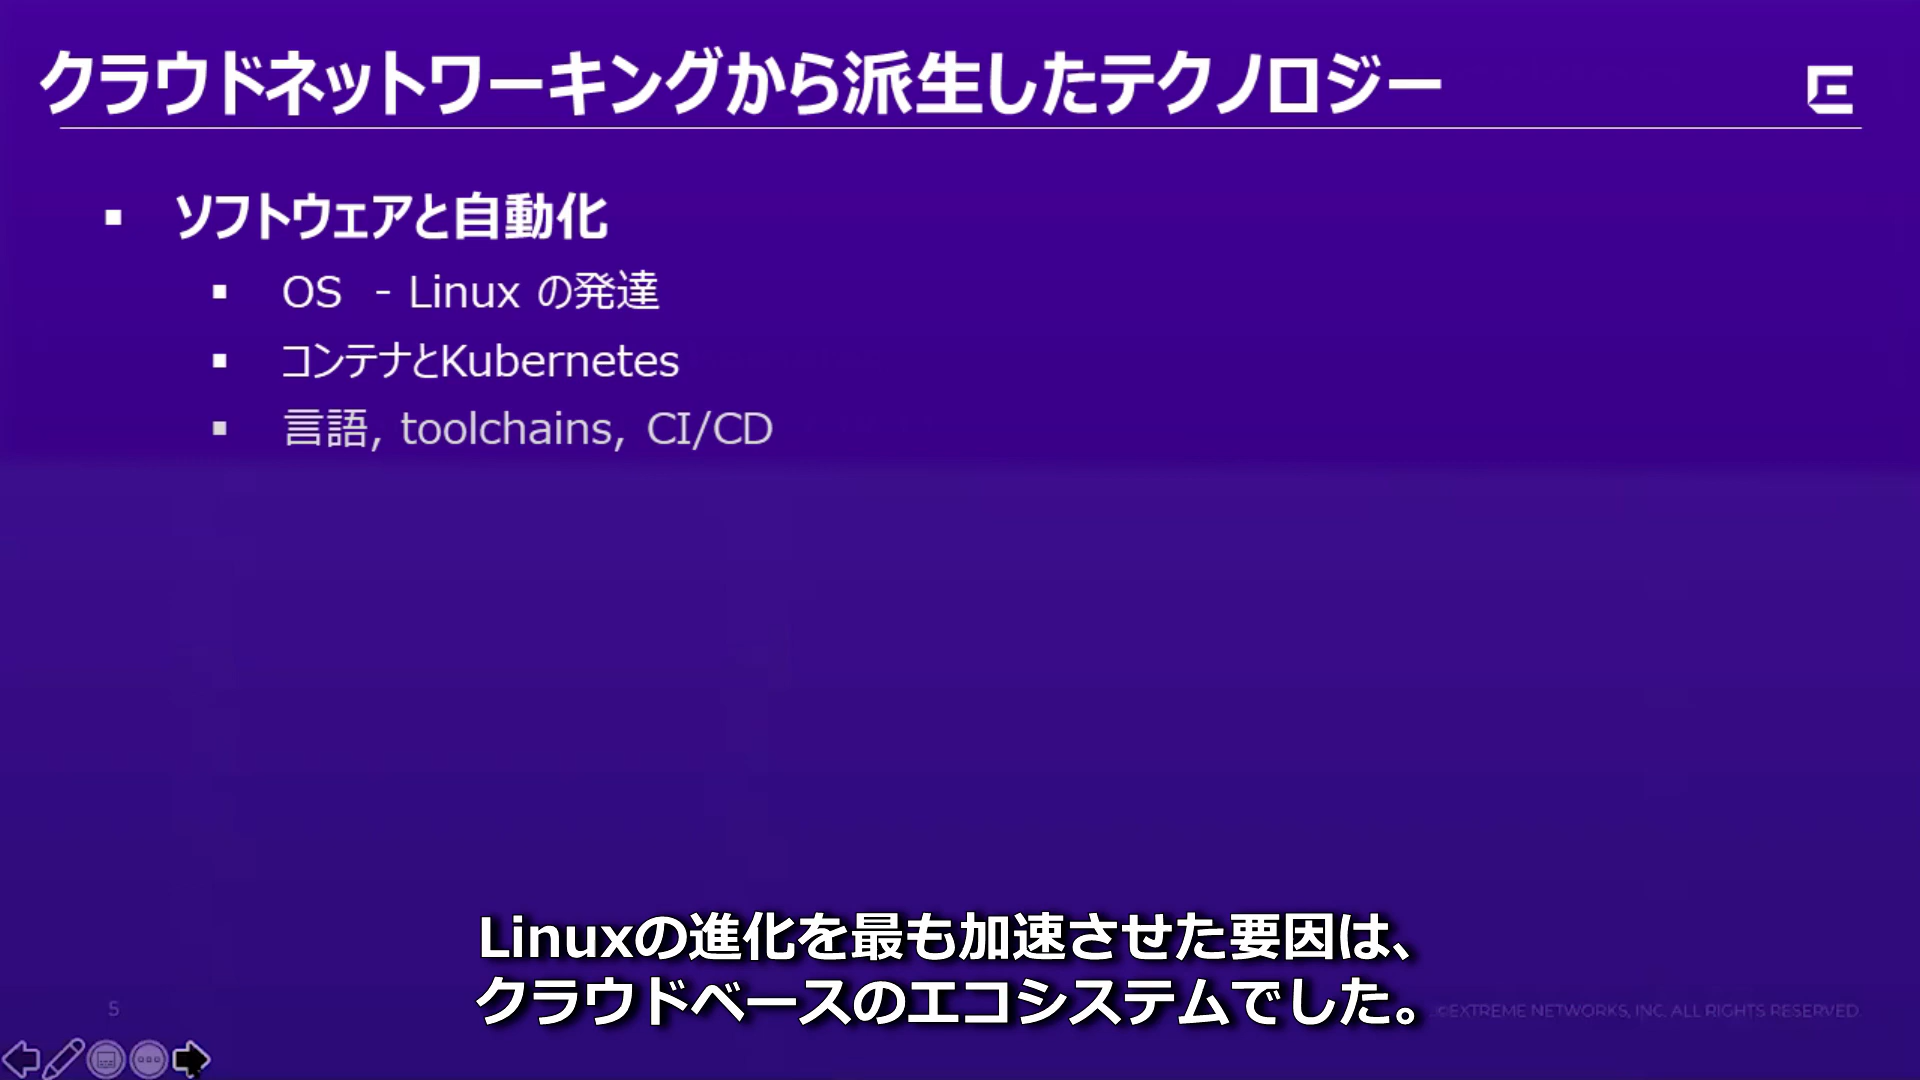 クラウドネットワーキングから派生したテクノロジー
▪ ソフトウェアと自動化
▪ OS - Linux の発達
▪ コンテナとKubernetes
▪ 言語, toolchains, CI/CD
Linuxの進化を最も加速させた要因は、
クラウドベースのエコシステムでした。
5
©EXTREME NETWORKS, INC. ALL RIGHTS RESERVED